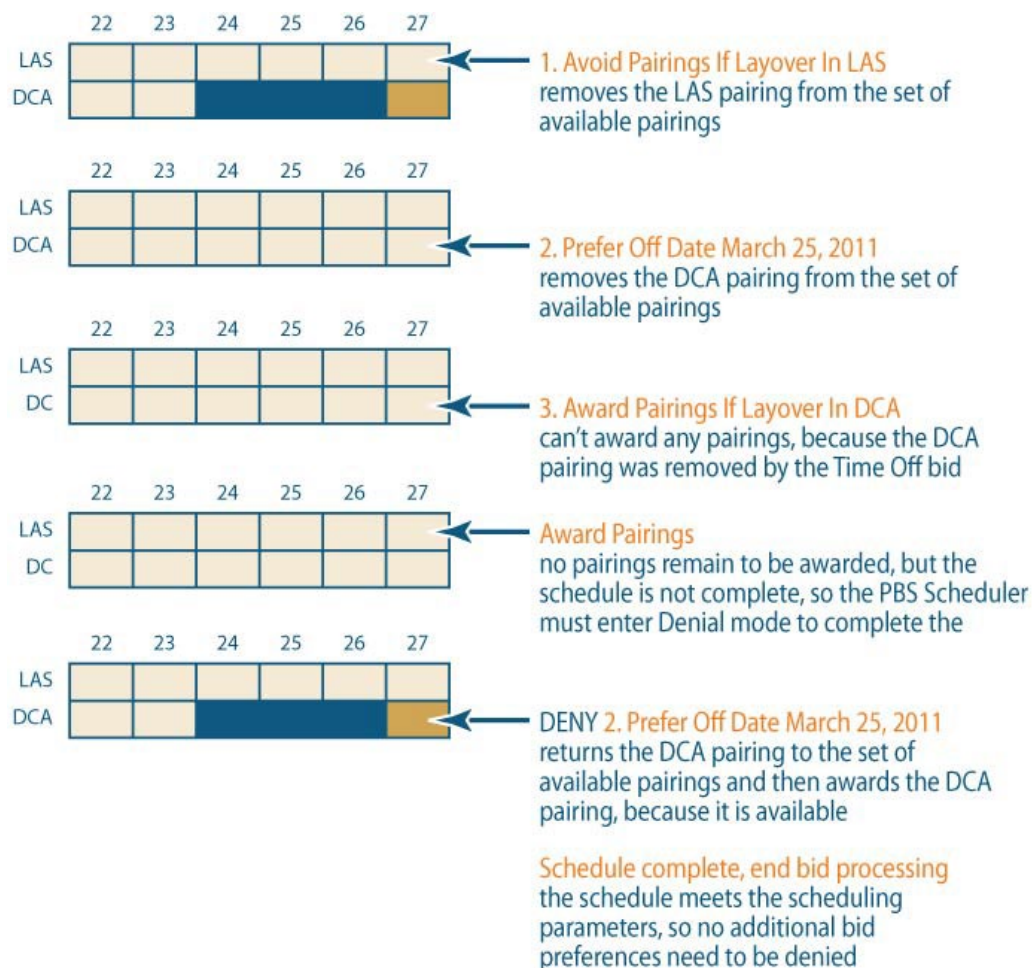 22 23 24 25 26 27
LAS
DCA
1. Avoid Pairings If Layover In LAS
removes the LAS pairing from the set of
available pairings
22 23 24 25 26 27
LAS
DCA
2. Prefer Off Date March 25, 2011
removes the DCA pairing from the set of
available pairings
22 23 24 25 26 27
LAS
DC
3. Award Pairings If Layover In DCA
can't award any pairings, because the DCA
pairing was removed by the Time Off bid
22 23 24 25 26 27
LAS
DC
Award Pairings
no pairings remain to be awarded, but the
schedule is not complete, so the PBS Scheduler
must enter Denial mode to complete the
22 23 24 25 26 27
LAS
DCA
DENY 2. Prefer Off Date March 25, 2011
returns the DCA pairing to the set of
available pairings and then awards the DCA
pairing, because it is available
Schedule complete, end bid processing
the schedule meets the scheduling
parameters, so no additional bid
preferences need to be denied